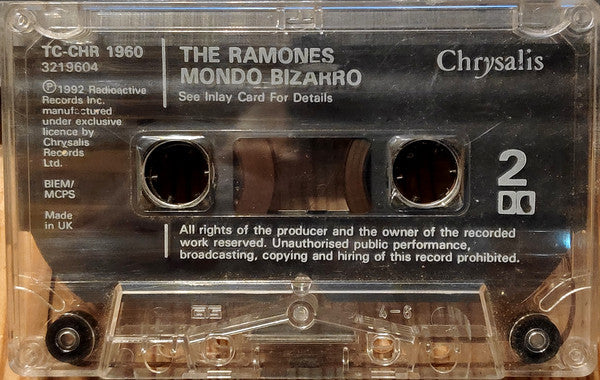 TC-CHR 1960
3219604
℗1992 Radioactive
Records Inc.
manufactured
under exclusive
licence by
Chrysalis
Records
Ltd.
BIEM/
MCPS
Made
in UK
THE RAMONES
MONDO BIZARRO
See Inlay Card For Details
Chrysalis
2
All rights of the producer and the owner of the recorded
work reserved. Unauthorised public performance,
broadcasting, copying and hiring of this record prohibited.
4-6